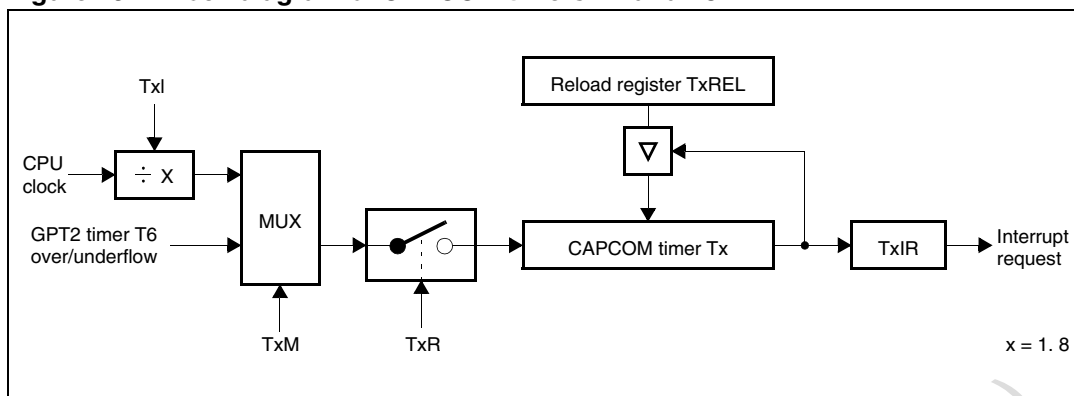 TxI
Reload register TxREL
CPU
clock
÷ X
MUX
GPT2 timer T6
over/underflow
CAPCOM timer Tx
TxIR
Interrupt
request
TxM
TxR
x = 1. 8